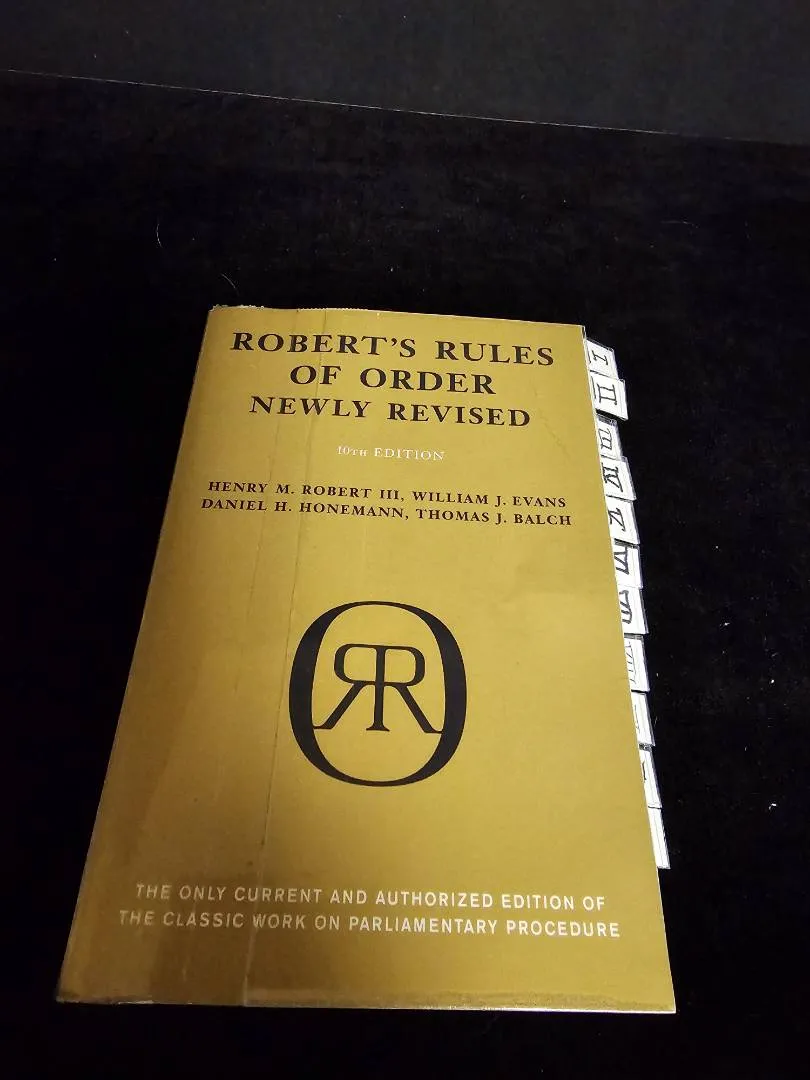 ROBERT'S RULES
OF ORDER
NEWLY REVISED
10TH EDITION
HENRY M. ROBERT III, WILLIAM J. EVANS
DANIEL H. HONEMANN, THOMAS J. BALCH
THE ONLY CURRENT AND AUTHORIZED EDITION OF
THE CLASSIC WORK ON PARLIAMENTARY PROCEDURE
I
II